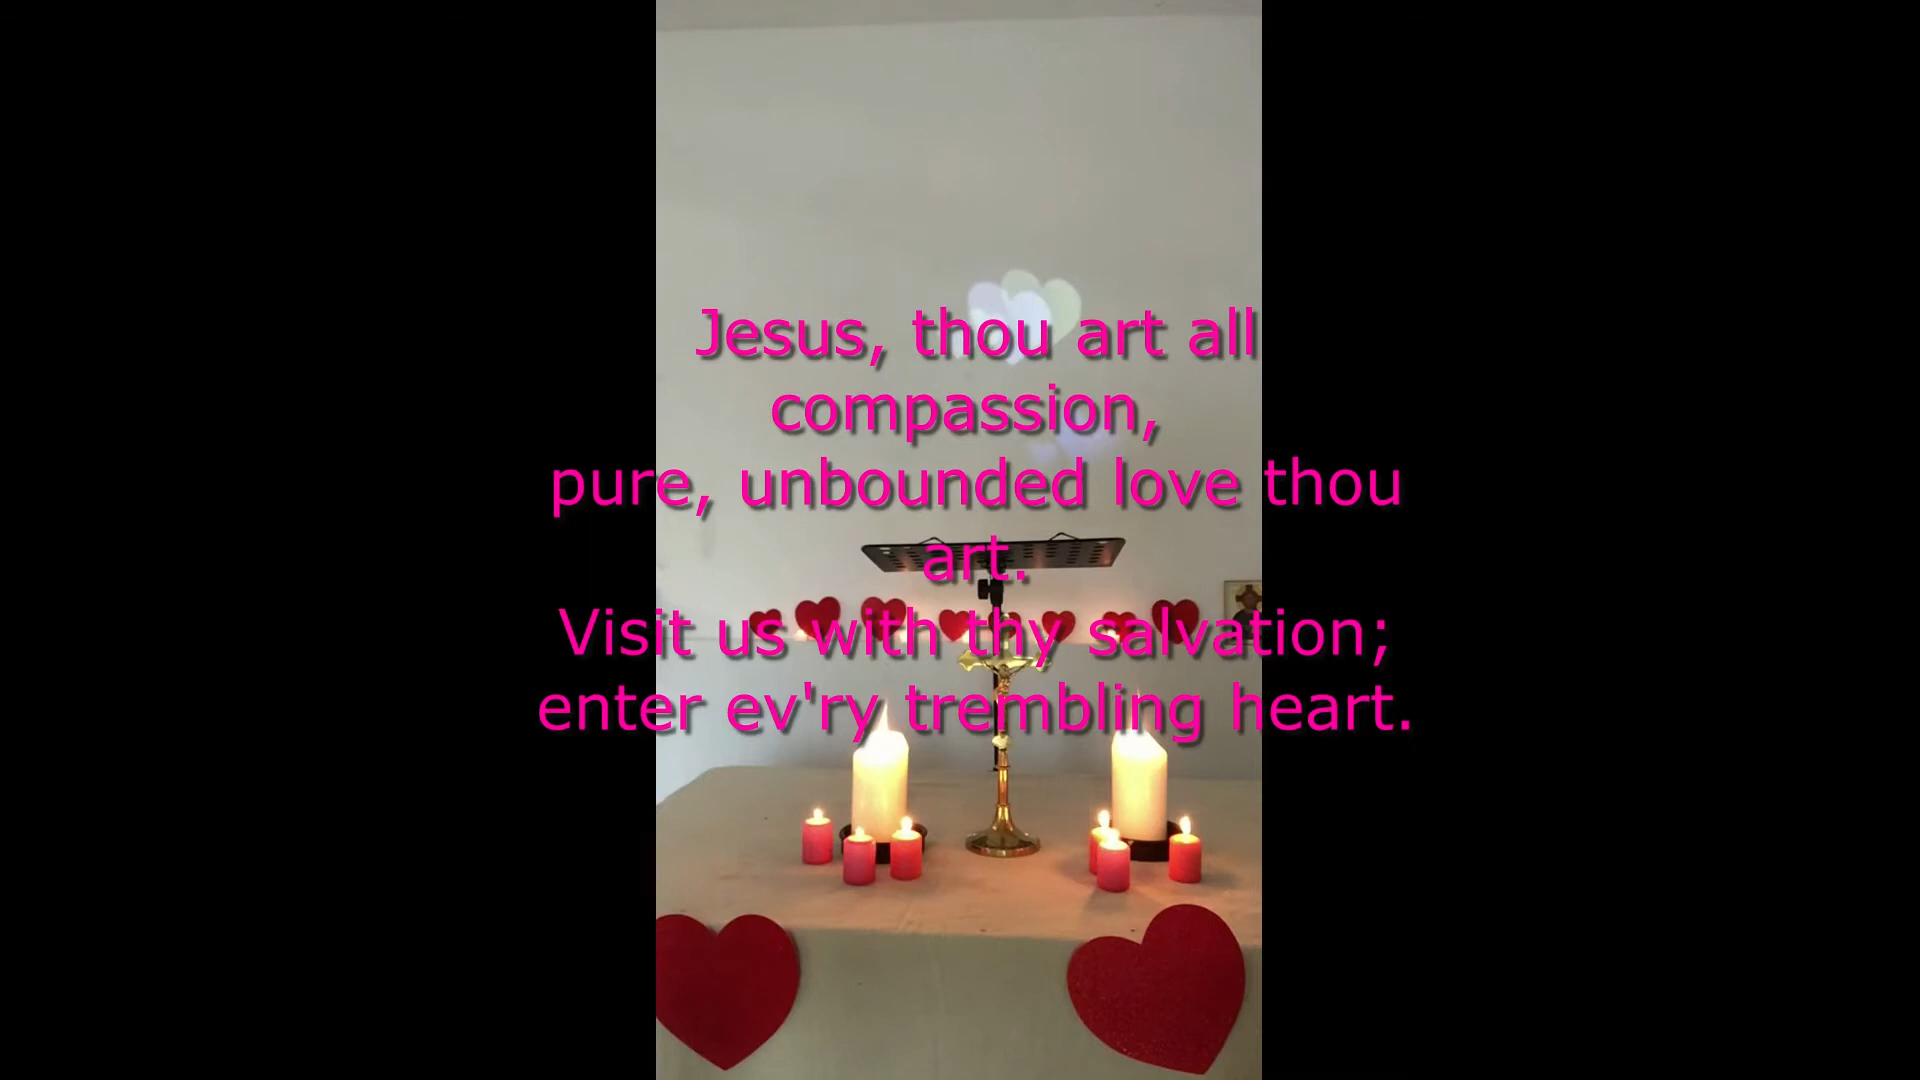 Jesus, thou art all
compassion,
pure, unbounded love thou
art.
Visit us with thy salvation;
enter ev'ry trembling heart.